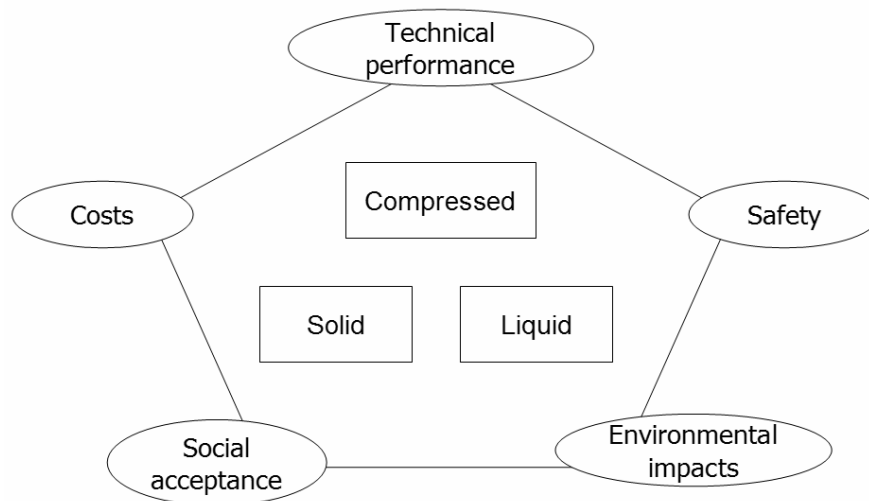 Technical
performance
Compressed
Costs
Safety
Solid
Liquid
Social
acceptance
Environmental
impacts